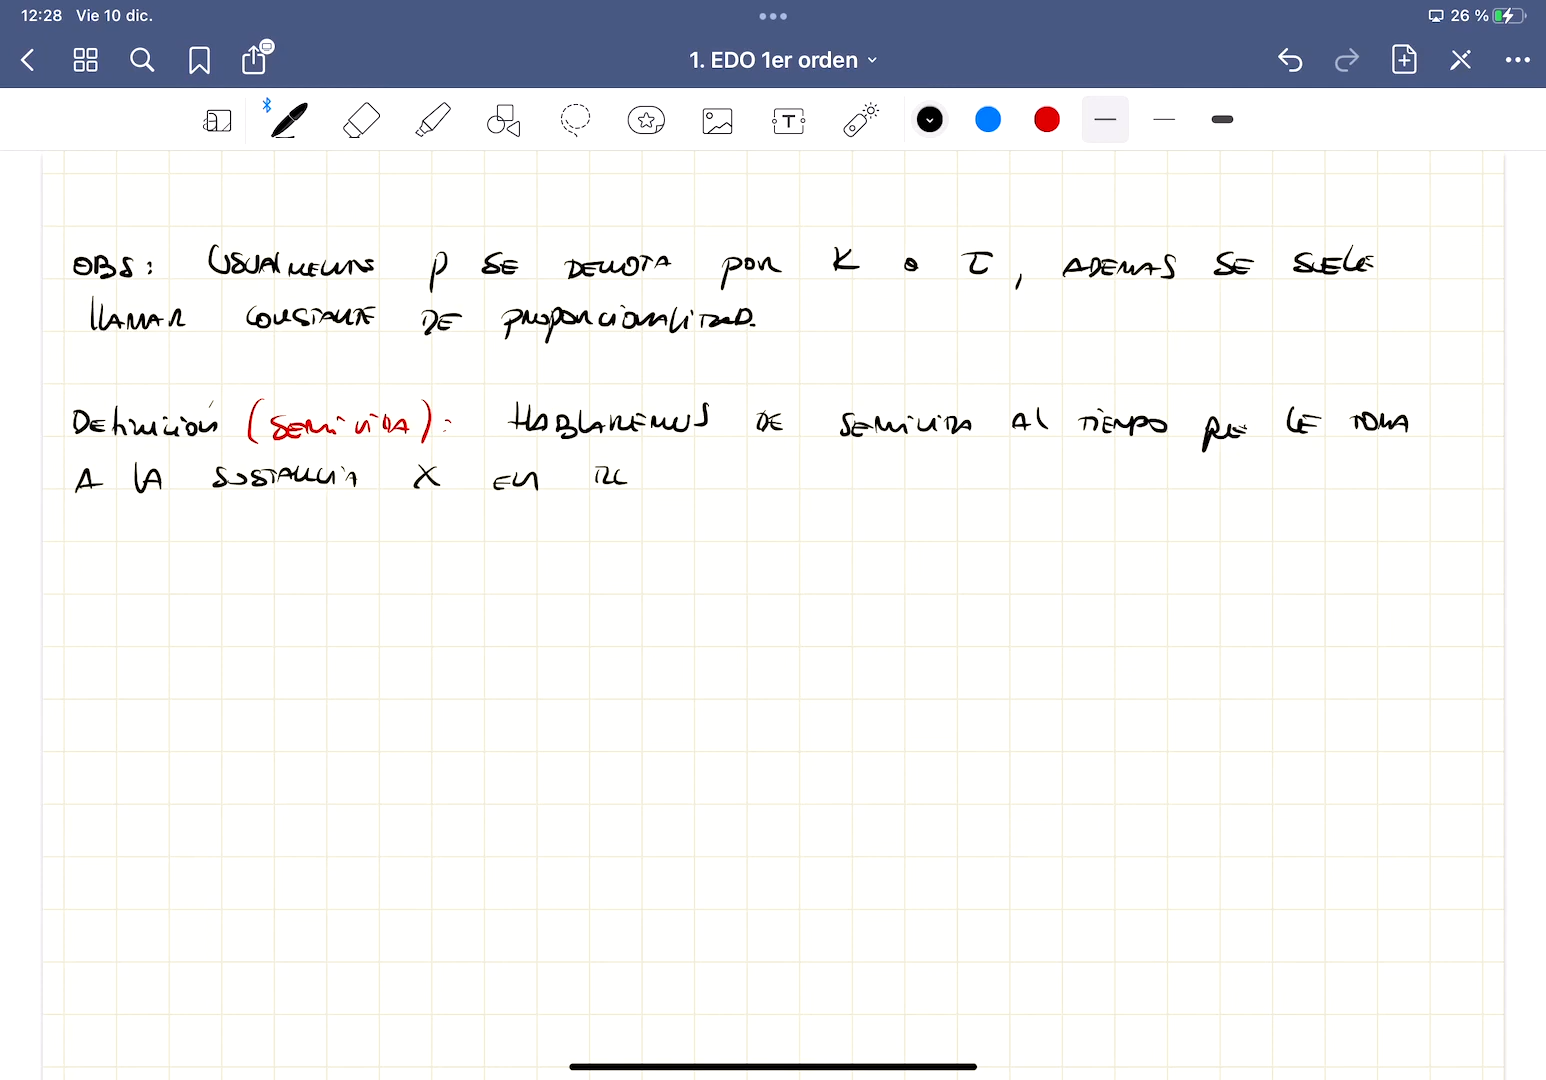 12:28 Vie 10 dic.
26 %
1. EDO 1er orden
OBS: USUALMENTE P SE DENOTA POR K O τ, ADEMAS SE SUELE
LLAMAR CONSTANTE DE PROPORCIONALIDAD.
Definición (SEMIVIDA): HABLAREMOS DE SEMIVIDA AL TIEMPO QUE LE TOMA
A LA SUSTANCIA X EN